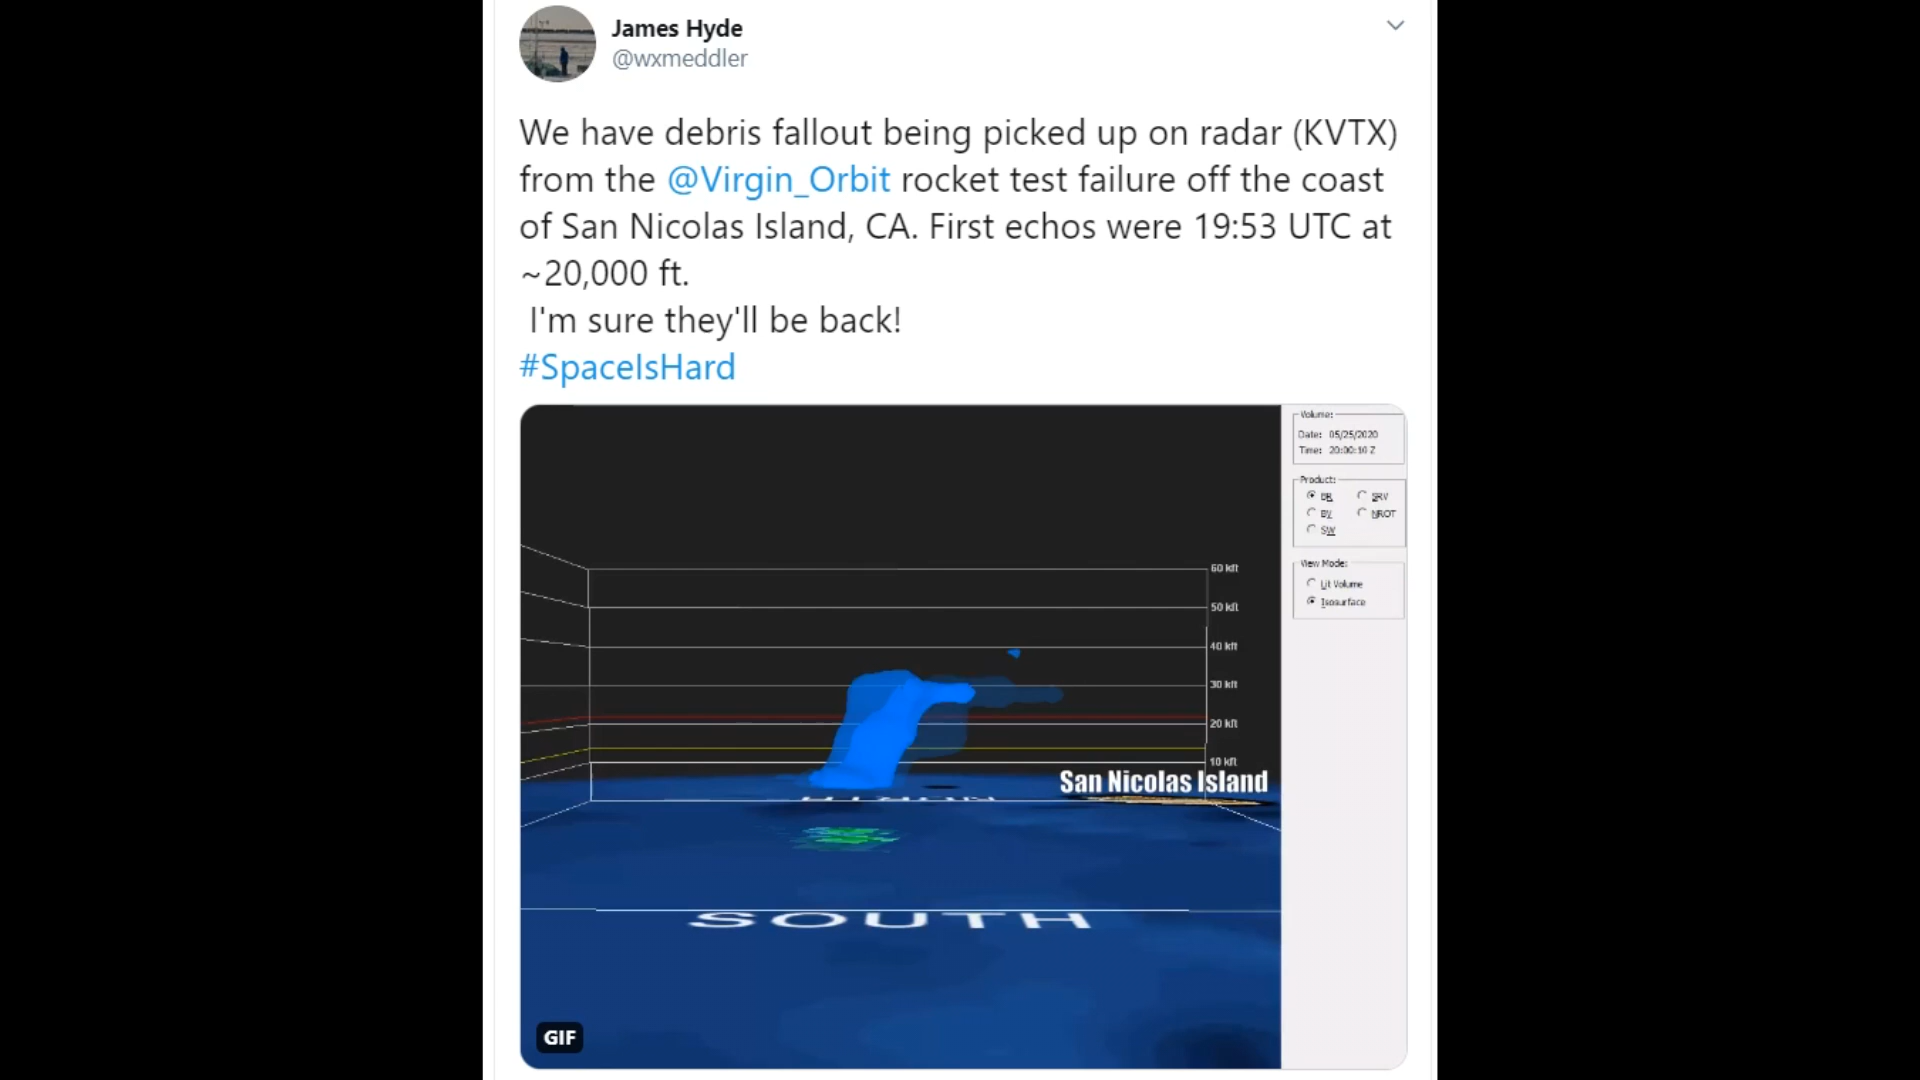 James Hyde
@wxmeddler
We have debris fallout being picked up on radar (KVTX)
from the @Virgin_Orbit rocket test failure off the coast
of San Nicolas Island, CA. First echos were 19:53 UTC at
~20,000 ft.
I'm sure they'll be back!
#SpaceIsHard
Volume:
Date: 05/25/2020
Time: 20:00:10 Z
Product:
BR SRV
BV NROT
SW
View Mode:
Lit Volume
Isosurface
60 kft
50 kft
40 kft
30 kft
20 kft
10 kft
San Nicolas Island
NORTH
SOUTH
GIF